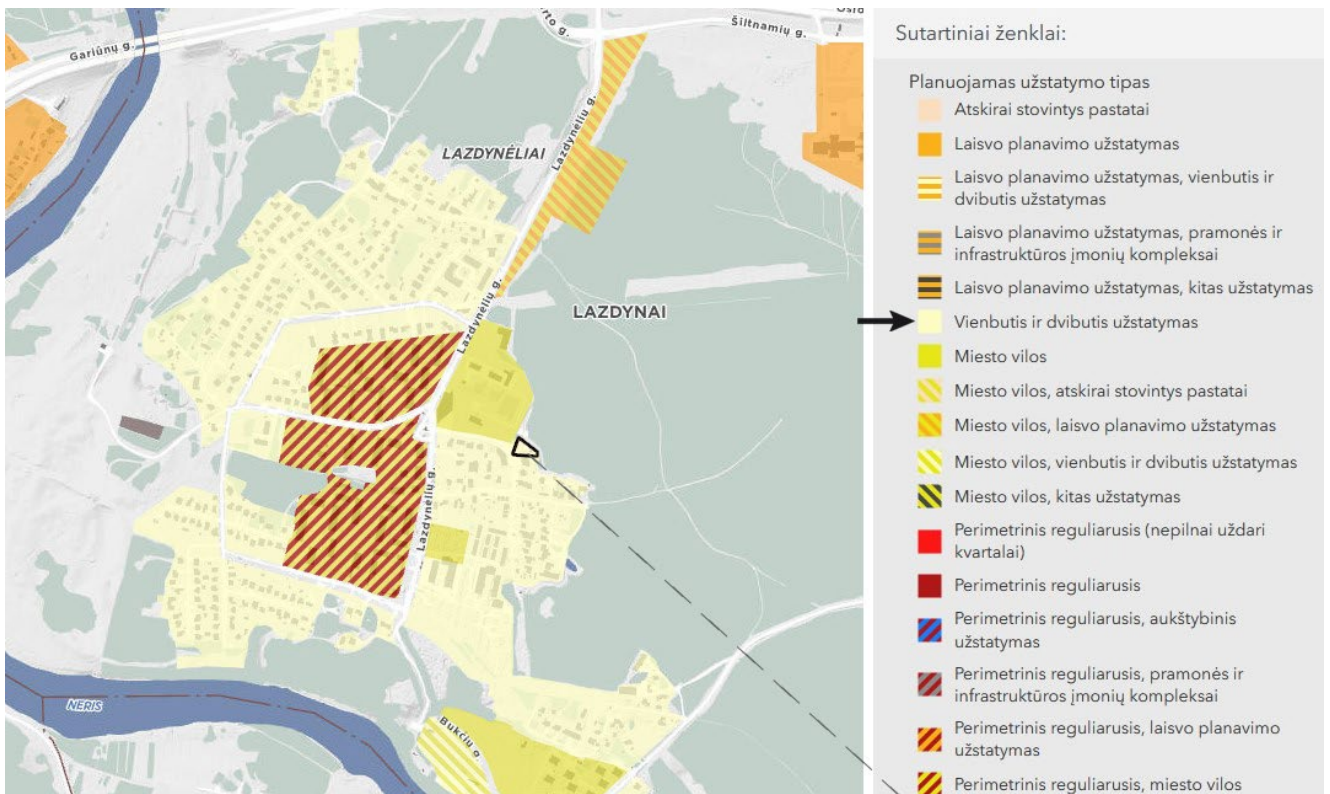 Gariūnų g.
Šiltnamių g.
Lazdynėlių g.
LAZDYNĖLIAI
Lazdynėlių g.
LAZDYNAI
Lazdynėlių g.
Lazdynėlių g.
NERIS
Bukčių g.
Sutartiniai ženklai:
Planuojamas užstatymo tipas
Atskirai stovintys pastatai
Laisvo planavimo užstatymas
Laisvo planavimo užstatymas, vienbutis ir
dvibutis užstatymas
Laisvo planavimo užstatymas, pramonės ir
infrastruktūros įmonių kompleksai
Laisvo planavimo užstatymas, kitas užstatymas
Vienbutis ir dvibutis užstatymas
Miesto vilos
Miesto vilos, atskirai stovintys pastatai
Miesto vilos, laisvo planavimo užstatymas
Miesto vilos, vienbutis ir dvibutis užstatymas
Miesto vilos, kitas užstatymas
Perimetrinis reguliarusis (nepilnai uždari
kvartalai)
Perimetrinis reguliarusis
Perimetrinis reguliarusis, aukštybinis
užstatymas
Perimetrinis reguliarusis, pramonės ir
infrastruktūros įmonių kompleksai
Perimetrinis reguliarusis, laisvo planavimo
užstatymas
Perimetrinis reguliarusis, miesto vilos